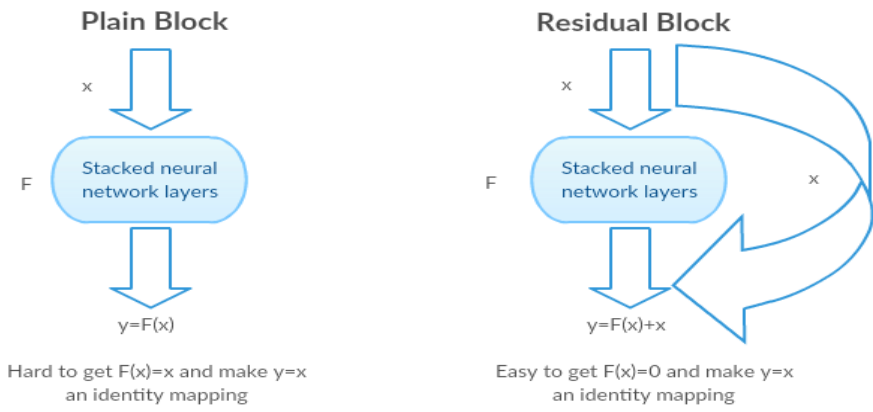 Plain Block
x
F
Stacked neural
network layers
y=F(x)
Hard to get F(x)=x and make y=x
an identity mapping
Residual Block
x
F
Stacked neural
network layers
x
y=F(x)+x
Easy to get F(x)=0 and make y=x
an identity mapping